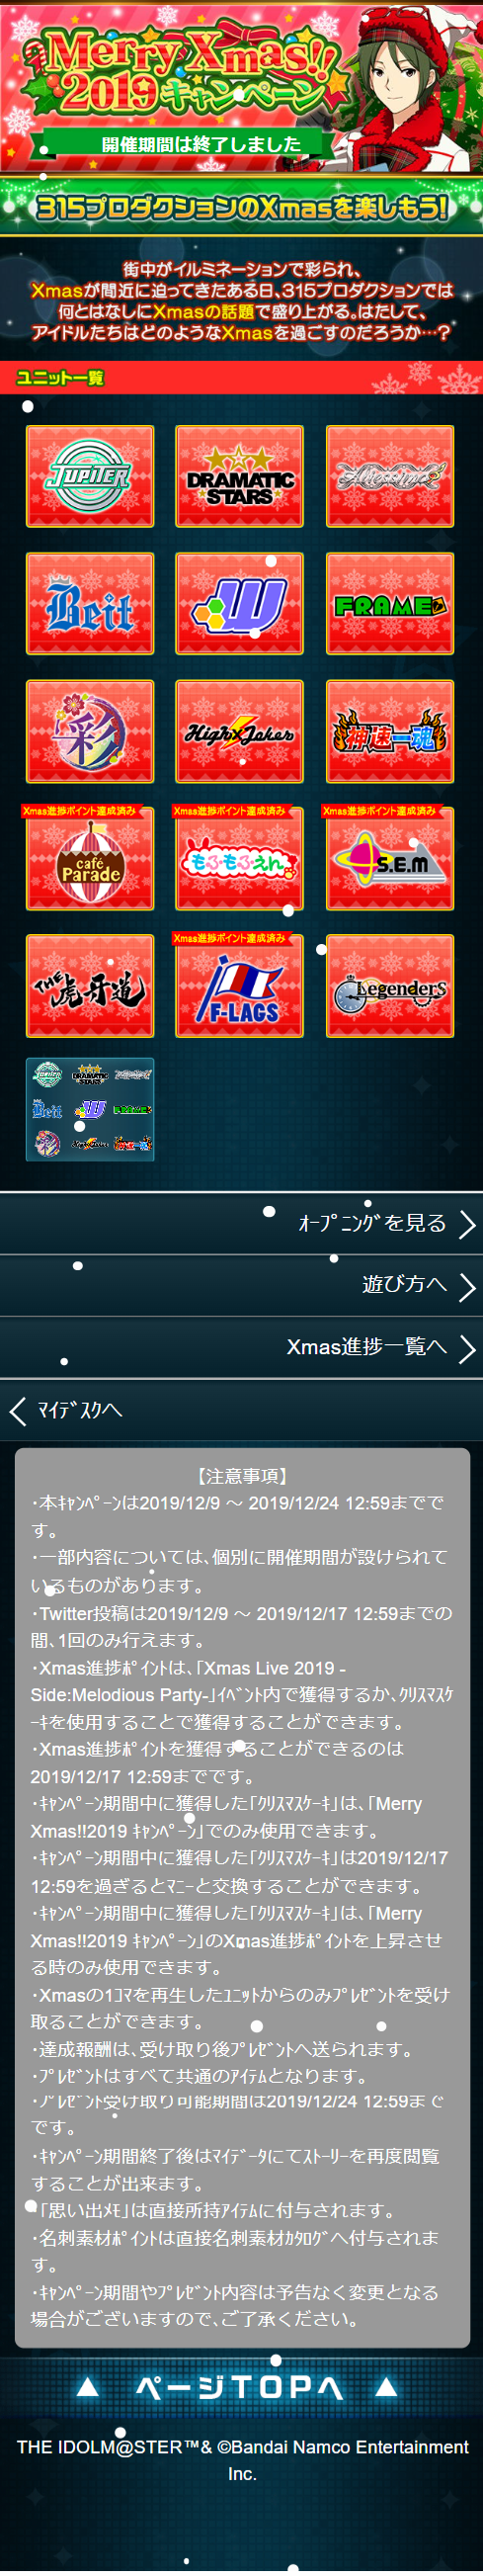 Merry Xmas!!
2019 キャンペーン
開催期間は終了しました
315プロダクションのXmasを楽しもう!
街中がイルミネーションで彩られ、
Xmasが間近に迫ってきたある日、315プロダクションでは
何とはなしにXmasの話題で盛り上がる。はたして、
アイドルたちはどのようなXmasを過ごすのだろうか…?
ユニット一覧
JUPITER
DRAMATIC STARS
Altessimo
Beit
W
FRAME
彩
High×Joker
神速一魂
Xmas進捗ポイント達成済み
café Parade
Xmas進捗ポイント達成済み
もふもふえん
Xmas進捗ポイント達成済み
S.E.M
THE 虎牙道
Xmas進捗ポイント達成済み
F-LAGS
Legenders
JUPITER DRAMATIC STARS Altessimo
Beit W FRAME
彩 High×Joker 神速一魂
ｵｰﾌﾟﾆﾝｸﾞを見る
遊び方へ
Xmas進捗一覧へ
ﾏｲﾃﾞｽｸへ
【注意事項】
･本ｷｬﾝﾍﾟｰﾝは2019/12/9 ～ 2019/12/24 12:59までで
す｡
･一部内容については､個別に開催期間が設けられて
いるものがあります｡
･Twitter投稿は2019/12/9 ～ 2019/12/17 12:59までの
間､1回のみ行えます｡
･Xmas進捗ﾎﾟｲﾝﾄは､｢Xmas Live 2019 -
Side:Melodious Party-｣ｲﾍﾞﾝﾄ内で獲得するか､ｸﾘｽﾏｽｹ
ｰｷを使用することで獲得することができます｡
･Xmas進捗ﾎﾟｲﾝﾄを獲得することができるのは
2019/12/17 12:59までです｡
･ｷｬﾝﾍﾟｰﾝ期間中に獲得した｢ｸﾘｽﾏｽｹｰｷ｣は､｢Merry
Xmas!!2019 ｷｬﾝﾍﾟｰﾝ｣でのみ使用できます｡
･ｷｬﾝﾍﾟｰﾝ期間中に獲得した｢ｸﾘｽﾏｽｹｰｷ｣は2019/12/17
12:59を過ぎるとﾏﾆｰと交換することができます｡
･ｷｬﾝﾍﾟｰﾝ期間中に獲得した｢ｸﾘｽﾏｽｹｰｷ｣は､｢Merry
Xmas!!2019 ｷｬﾝﾍﾟｰﾝ｣のXmas進捗ﾎﾟｲﾝﾄを上昇させ
る時のみ使用できます｡
･Xmasの1ｺﾏを再生したﾕﾆｯﾄからのみﾌﾟﾚｾﾞﾝﾄを受け
取ることができます｡
･達成報酬は､受け取り後ﾌﾟﾚｾﾞﾝﾄへ送られます｡
･ﾌﾟﾚｾﾞﾝﾄはすべて共通のｱｲﾃﾑとなります｡
･ﾌﾟﾚｾﾞﾝﾄ受け取り可能期間は2019/12/24 12:59まで
です｡
･ｷｬﾝﾍﾟｰﾝ期間終了後はﾏｲﾃﾞｰﾀにてｽﾄｰﾘｰを再度閲覧
することが出来ます｡
･｢思い出ﾒﾓ｣は直接所持ｱｲﾃﾑに付与されます｡
･名刺素材ﾎﾟｲﾝﾄは直接名刺素材ｶﾀﾛｸﾞへ付与されま
す｡
･ｷｬﾝﾍﾟｰﾝ期間やﾌﾟﾚｾﾞﾝﾄ内容は予告なく変更となる
場合がございますので､ご了承ください｡
▲ ページTOPへ ▲
THE IDOLM@STER™& ©Bandai Namco Entertainment
Inc.